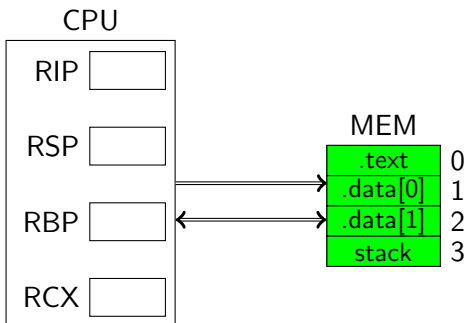 CPU
RIP
RSP
RBP
RCX
MEM
.text 0
.data[0] 1
.data[1] 2
stack 3